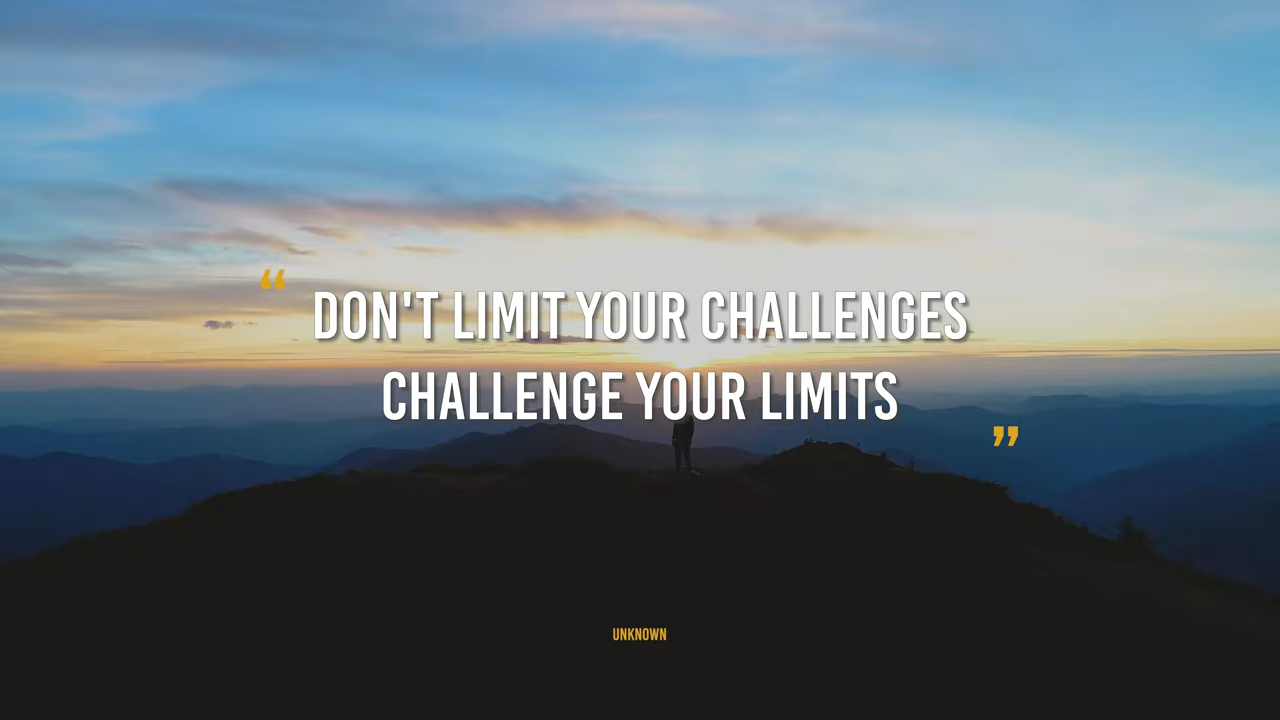 “ DON'T LIMIT YOUR CHALLENGES
CHALLENGE YOUR LIMITS ”
UNKNOWN